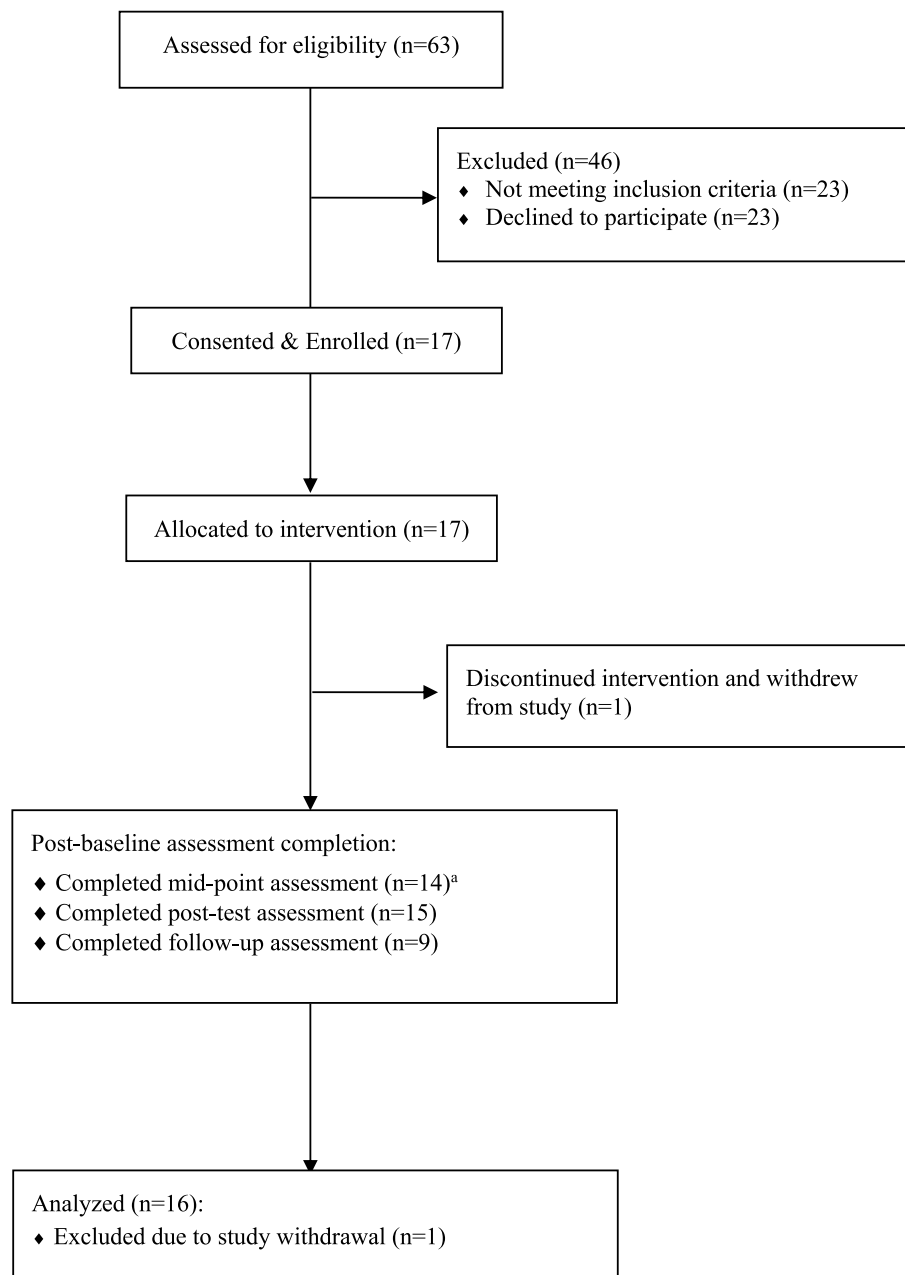 Assessed for eligibility (n=63)
Excluded (n=46)
♦ Not meeting inclusion criteria (n=23)
♦ Declined to participate (n=23)
Consented & Enrolled (n=17)
Allocated to intervention (n=17)
Discontinued intervention and withdrew
from study (n=1)
Post-baseline assessment completion:
♦ Completed mid-point assessment (n=14)ᵃ
♦ Completed post-test assessment (n=15)
♦ Completed follow-up assessment (n=9)
Analyzed (n=16):
♦ Excluded due to study withdrawal (n=1)